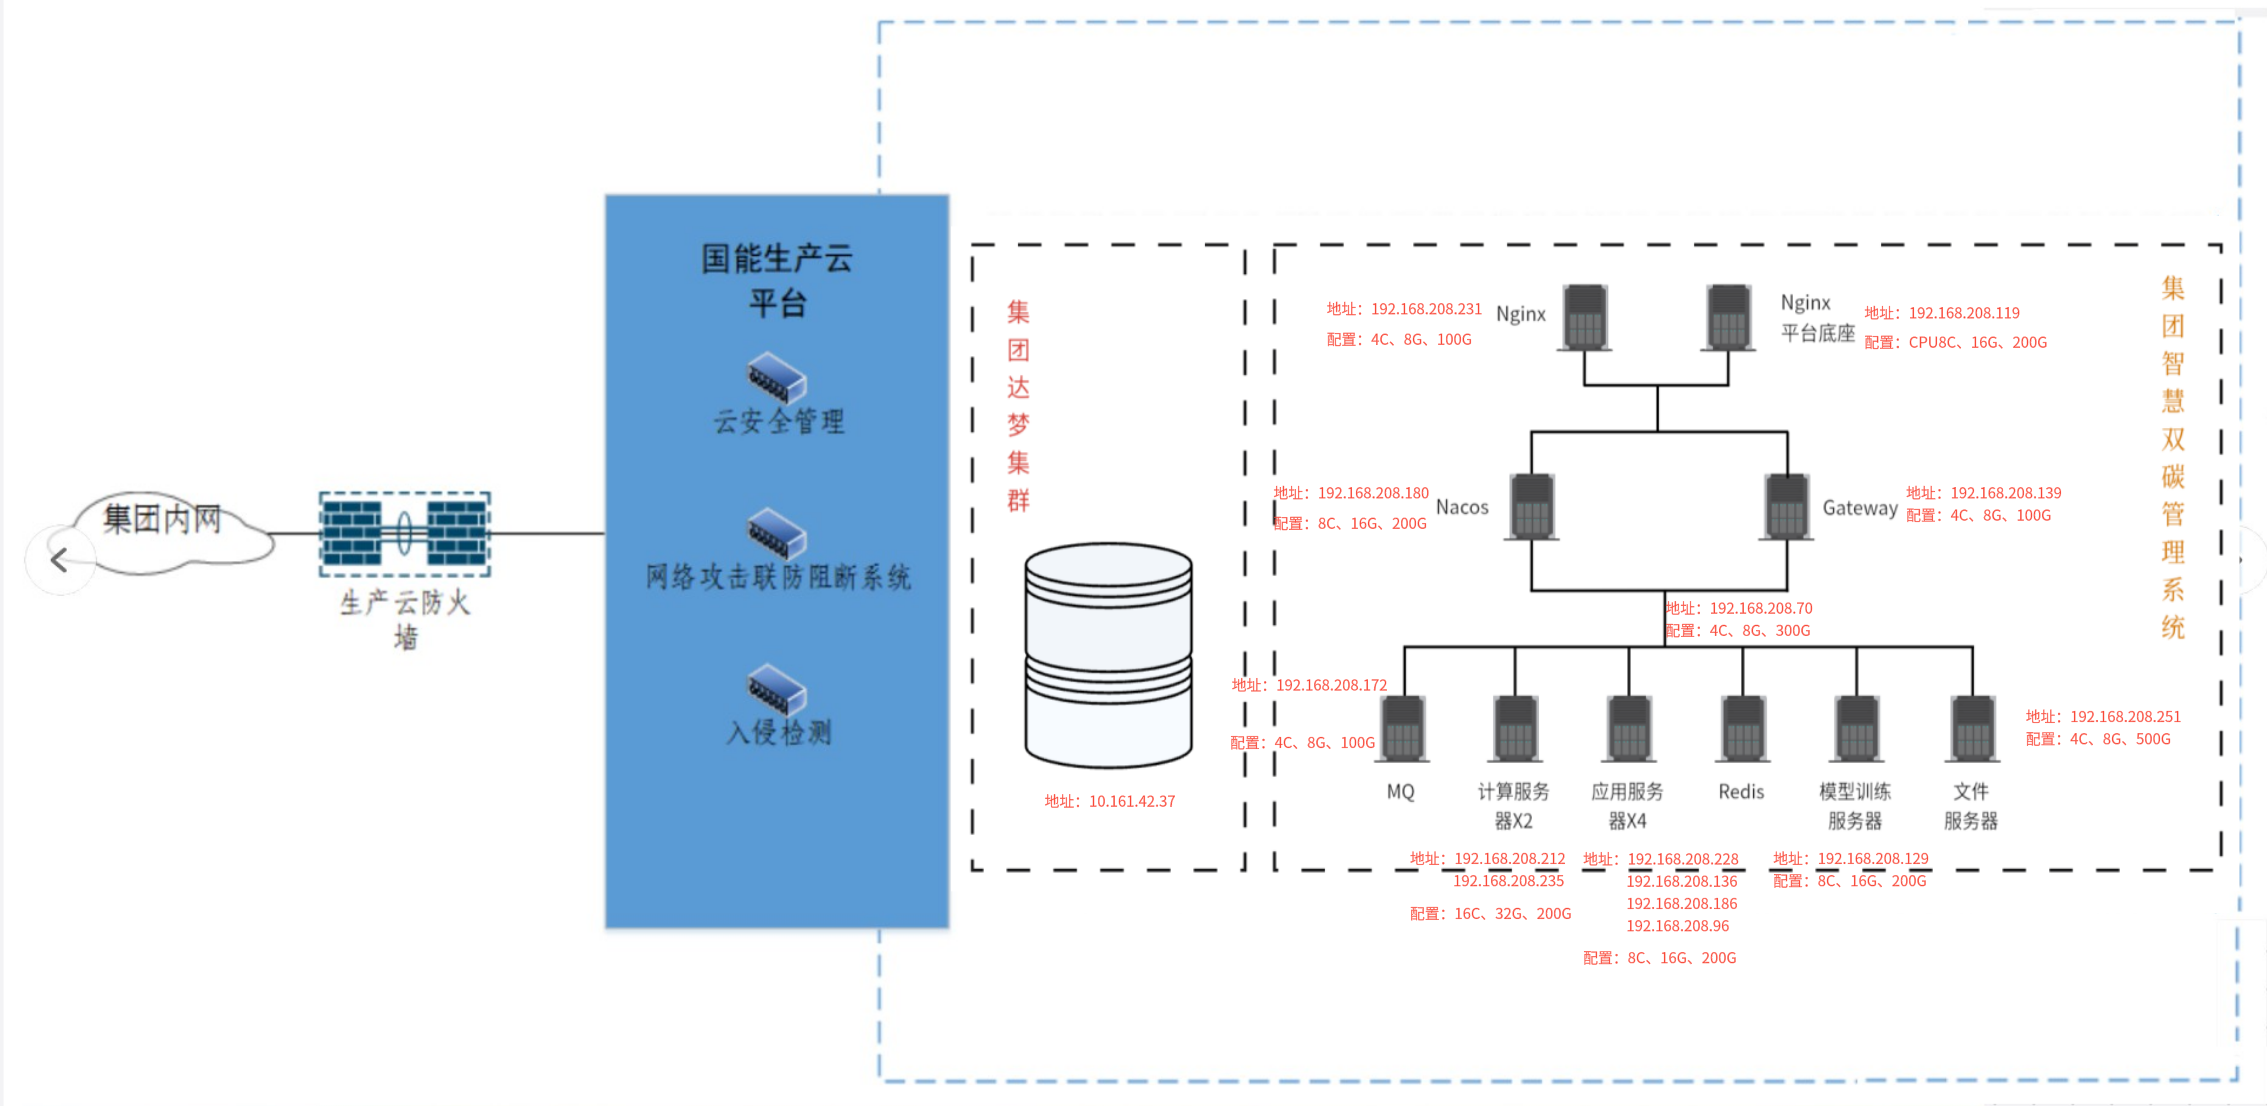 集团内网
生产云防火
墙
国能生产云
平台
云安全管理
网络攻击联防阻断系统
入侵检测
集
团
达
梦
集
群
地址：10.161.42.37
地址：192.168.208.231
配置：4C、8G、100G
Nginx
Nginx
平台底座
地址：192.168.208.119
配置：CPU8C、16G、200G
集
团
智
慧
双
碳
管
理
系
统
地址：192.168.208.180
配置：8C、16G、200G
Nacos
Gateway
地址：192.168.208.139
配置：4C、8G、100G
地址：192.168.208.70
配置：4C、8G、300G
地址：192.168.208.172
配置：4C、8G、100G
地址：192.168.208.251
配置：4C、8G、500G
MQ
计算服务
器X2
应用服务
器X4
Redis
模型训练
服务器
文件
服务器
地址：192.168.208.212
192.168.208.235
配置：16C、32G、200G
地址：192.168.208.228
192.168.208.136
192.168.208.186
192.168.208.96
配置：8C、16G、200G
地址：192.168.208.129
配置：8C、16G、200G